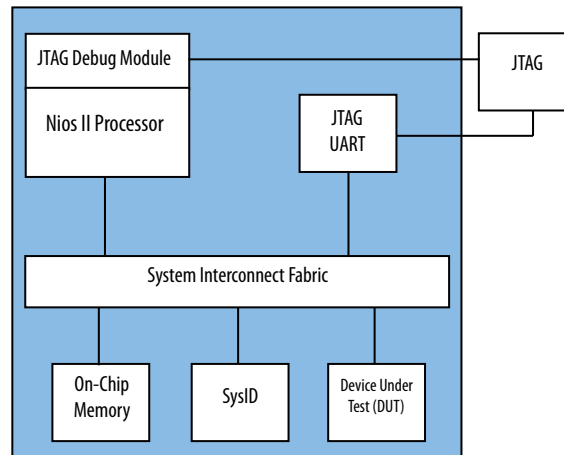 JTAG Debug Module
JTAG
Nios II Processor
JTAG
UART
System Interconnect Fabric
On-Chip
Memory
SysID
Device Under
Test (DUT)